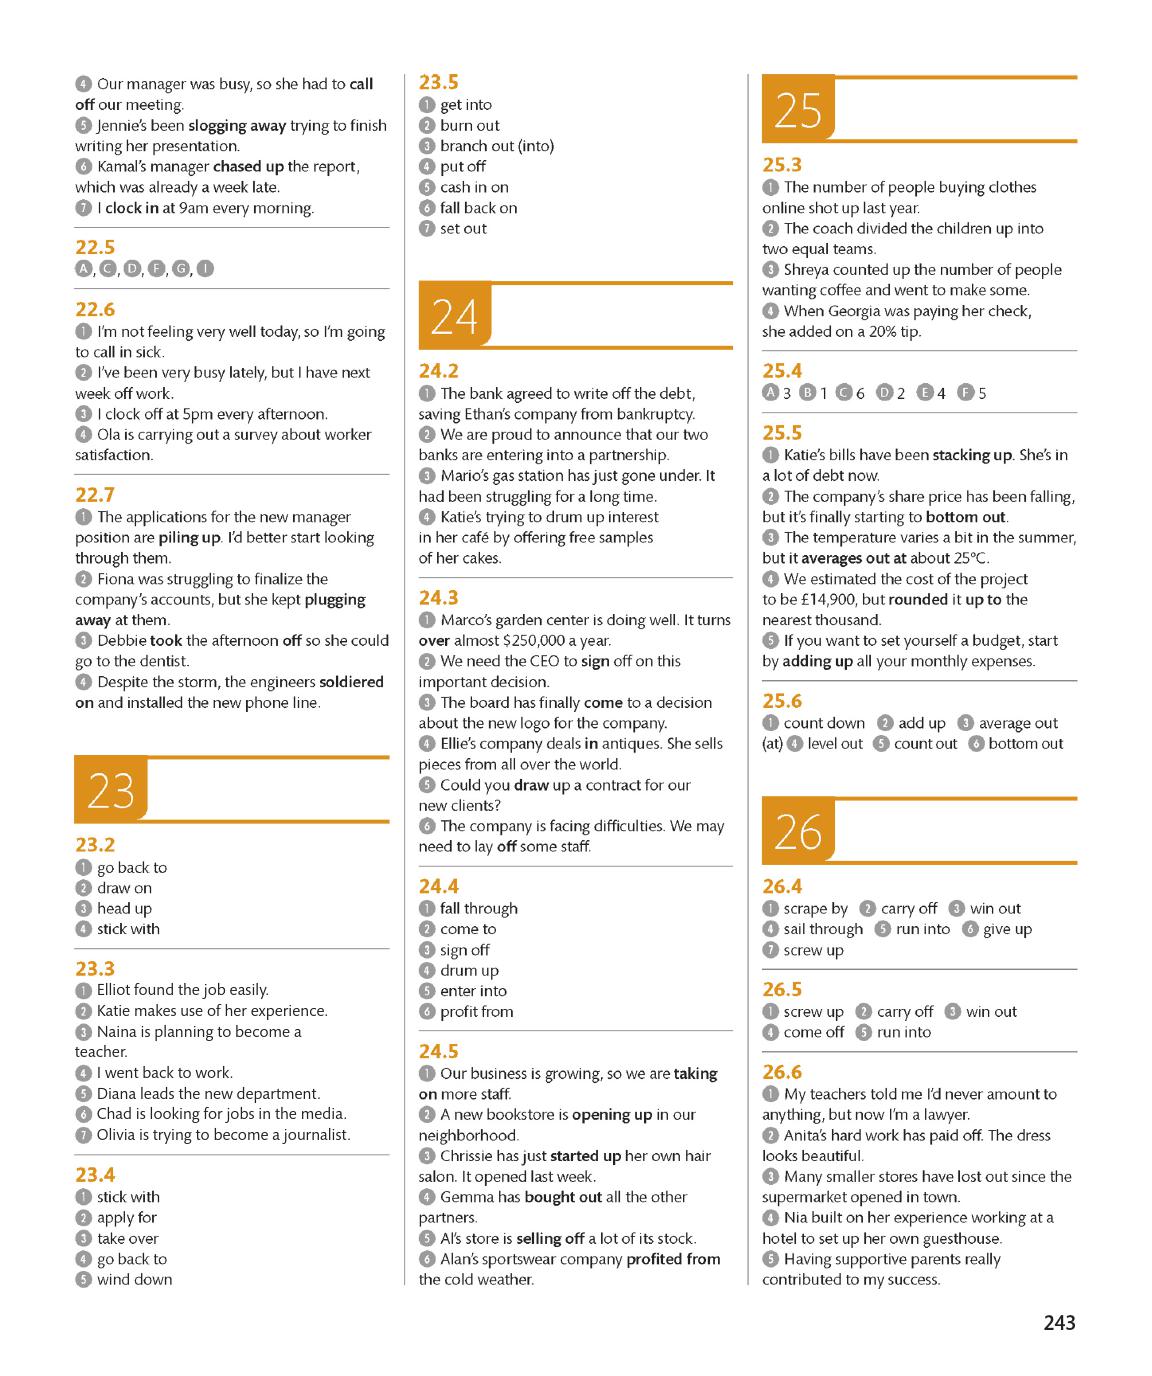 4 Our manager was busy, so she had to call
off our meeting.
5 Jennie's been slogging away trying to finish
writing her presentation.
6 Kamal's manager chased up the report,
which was already a week late.
7 I clock in at 9am every morning.
22.5
A, C, D, F, G, I
22.6
1 I'm not feeling very well today, so I'm going
to call in sick.
2 I've been very busy lately, but I have next
week off work.
3 I clock off at 5pm every afternoon.
4 Ola is carrying out a survey about worker
satisfaction.
22.7
1 The applications for the new manager
position are piling up. I'd better start looking
through them.
2 Fiona was struggling to finalize the
company's accounts, but she kept plugging
away at them.
3 Debbie took the afternoon off so she could
go to the dentist.
4 Despite the storm, the engineers soldiered
on and installed the new phone line.
23
23.2
1 go back to
2 draw on
3 head up
4 stick with
23.3
1 Elliot found the job easily.
2 Katie makes use of her experience.
3 Naina is planning to become a
teacher.
4 I went back to work.
5 Diana leads the new department.
6 Chad is looking for jobs in the media.
7 Olivia is trying to become a journalist.
23.4
1 stick with
2 apply for
3 take over
4 go back to
5 wind down
23.5
1 get into
2 burn out
3 branch out (into)
4 put off
5 cash in on
6 fall back on
7 set out
24
24.2
1 The bank agreed to write off the debt,
saving Ethan's company from bankruptcy.
2 We are proud to announce that our two
banks are entering into a partnership.
3 Mario's gas station has just gone under. It
had been struggling for a long time.
4 Katie's trying to drum up interest
in her café by offering free samples
of her cakes.
24.3
1 Marco's garden center is doing well. It turns
over almost $250,000 a year.
2 We need the CEO to sign off on this
important decision.
3 The board has finally come to a decision
about the new logo for the company.
4 Ellie's company deals in antiques. She sells
pieces from all over the world.
5 Could you draw up a contract for our
new clients?
6 The company is facing difficulties. We may
need to lay off some staff.
24.4
1 fall through
2 come to
3 sign off
4 drum up
5 enter into
6 profit from
24.5
1 Our business is growing, so we are taking
on more staff.
2 A new bookstore is opening up in our
neighborhood.
3 Chrissie has just started up her own hair
salon. It opened last week.
4 Gemma has bought out all the other
partners.
5 Al's store is selling off a lot of its stock.
6 Alan's sportswear company profited from
the cold weather.
25
25.3
1 The number of people buying clothes
online shot up last year.
2 The coach divided the children up into
two equal teams.
3 Shreya counted up the number of people
wanting coffee and went to make some.
4 When Georgia was paying her check,
she added on a 20% tip.
25.4
A 3 B 1 C 6 D 2 E 4 F 5
25.5
1 Katie's bills have been stacking up. She's in
a lot of debt now.
2 The company's share price has been falling,
but it's finally starting to bottom out.
3 The temperature varies a bit in the summer,
but it averages out at about 25ºC.
4 We estimated the cost of the project
to be £14,900, but rounded it up to the
nearest thousand.
5 If you want to set yourself a budget, start
by adding up all your monthly expenses.
25.6
1 count down 2 add up 3 average out
(at) 4 level out 5 count out 6 bottom out
26
26.4
1 scrape by 2 carry off 3 win out
4 sail through 5 run into 6 give up
7 screw up
26.5
1 screw up 2 carry off 3 win out
4 come off 5 run into
26.6
1 My teachers told me I'd never amount to
anything, but now I'm a lawyer.
2 Anita's hard work has paid off. The dress
looks beautiful.
3 Many smaller stores have lost out since the
supermarket opened in town.
4 Nia built on her experience working at a
hotel to set up her own guesthouse.
5 Having supportive parents really
contributed to my success.
243